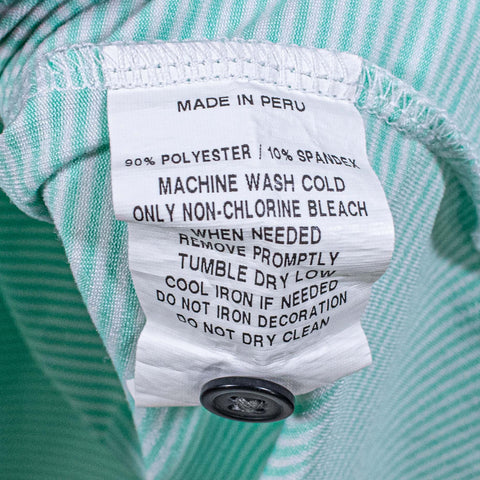 MADE IN PERU
90% POLYESTER / 10% SPANDEX
MACHINE WASH COLD
ONLY NON-CHLORINE BLEACH
WHEN NEEDED
REMOVE PROMPTLY
TUMBLE DRY LOW
COOL IRON IF NEEDED
DO NOT IRON DECORATION
DO NOT DRY CLEAN